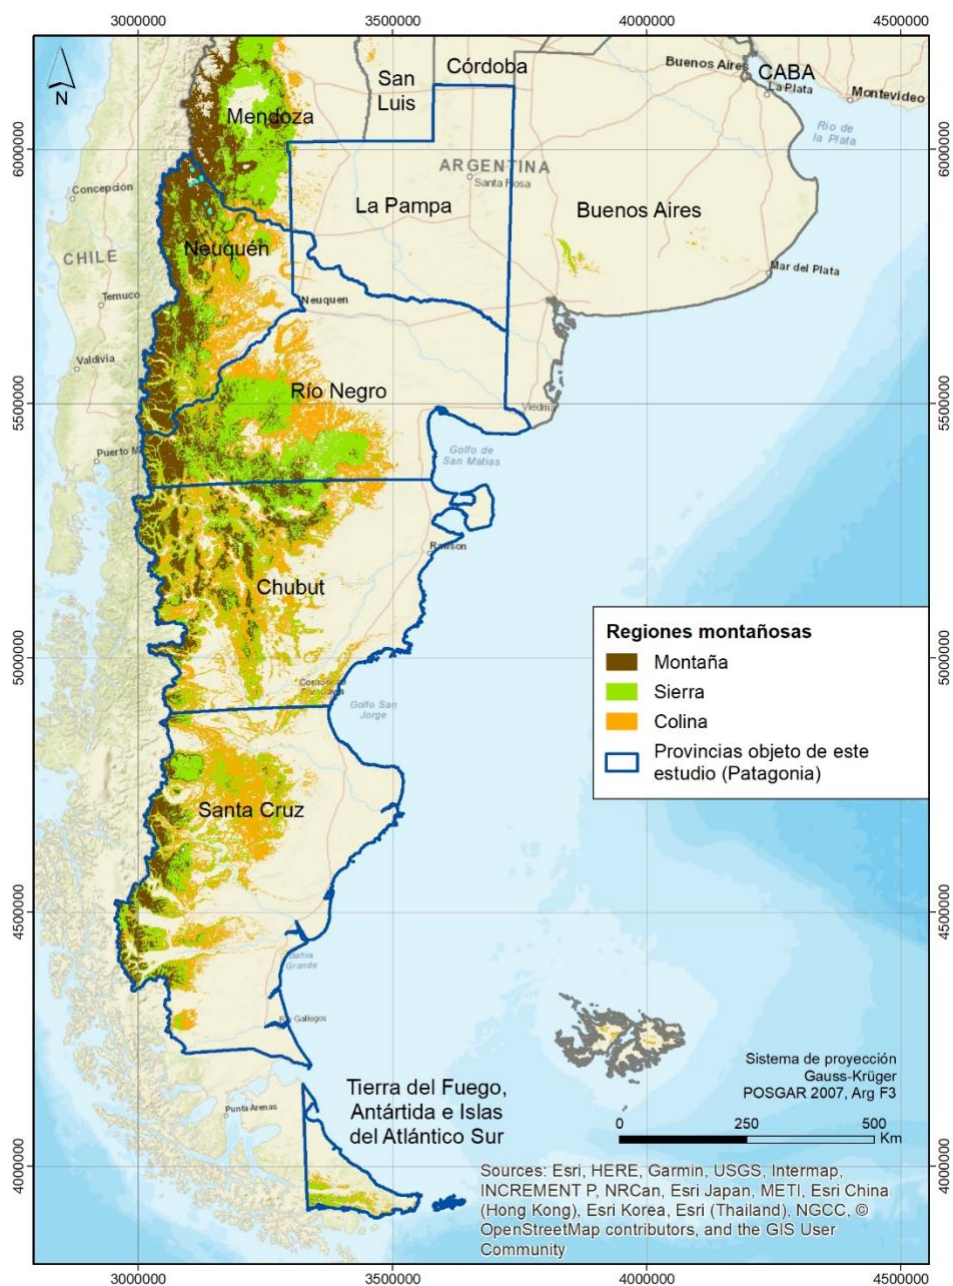 3000000
3500000
4000000
4500000
N
Mendoza
San
Luis
Córdoba
Buenos Aires
CABA
La Plata
Montevideo
Río de
la Plata
6000000
6000000
Concepción
ARGENTINA
Santa Rosa
La Pampa
Buenos Aires
CHILE
Neuquén
Mar del Plata
Temuco
Neuquen
Valdivia
Río Negro
Viedma
5500000
5500000
Puerto M
Golfo de
San Matías
Rawson
Chubut
Regiones montañosas
Montaña
Sierra
Colina
Provincias objeto de este
estudio (Patagonia)
5000000
5000000
Golfo San
Jorge
Santa Cruz
4500000
4500000
Bahía
Grande
Gallegos
Punta Arenas
Tierra del Fuego,
Antártida e Islas
del Atlántico Sur
Sistema de proyección
Gauss-Krüger
POSGAR 2007, Arg F3
0 250 500
Km
4000000
4000000
Sources: Esri, HERE, Garmin, USGS, Intermap,
INCREMENT P, NRCan, Esri Japan, METI, Esri China
(Hong Kong), Esri Korea, Esri (Thailand), NGCC, ©
OpenStreetMap contributors, and the GIS User
Community
3000000
3500000
4000000
4500000